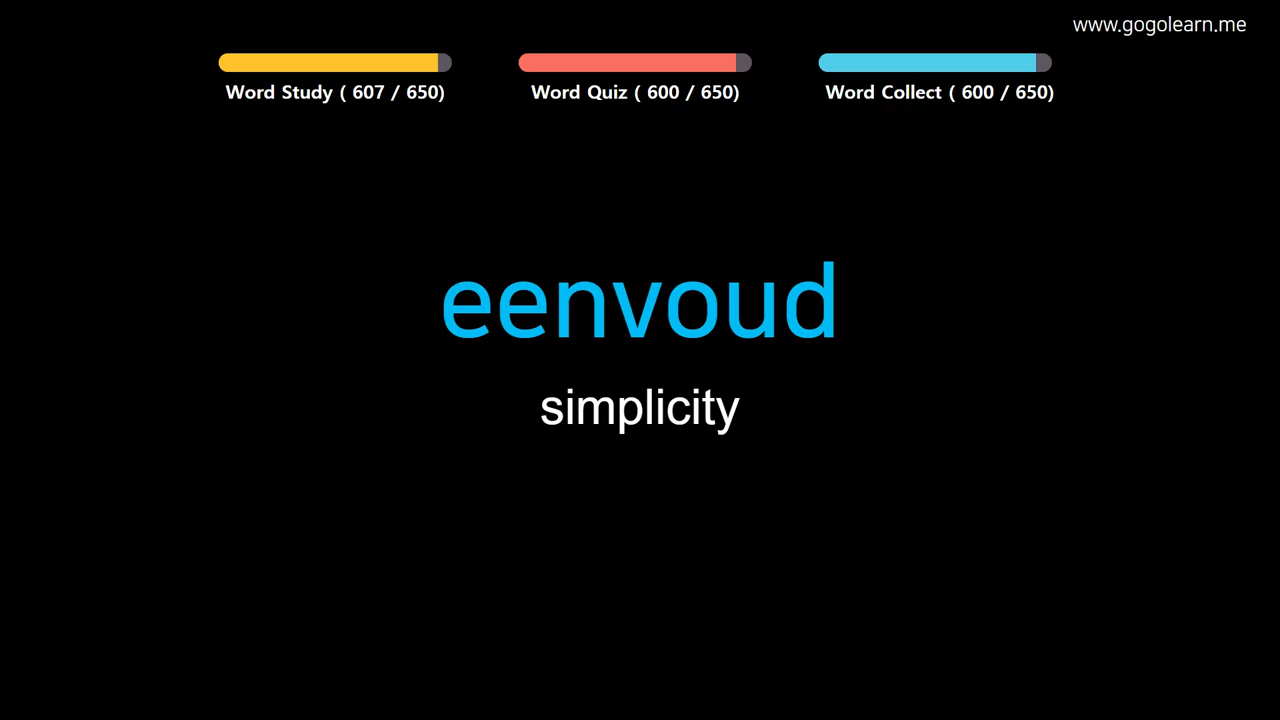 www.gogolearn.me
Word Study ( 607 / 650)
Word Quiz ( 600 / 650)
Word Collect ( 600 / 650)
eenvoud
simplicity